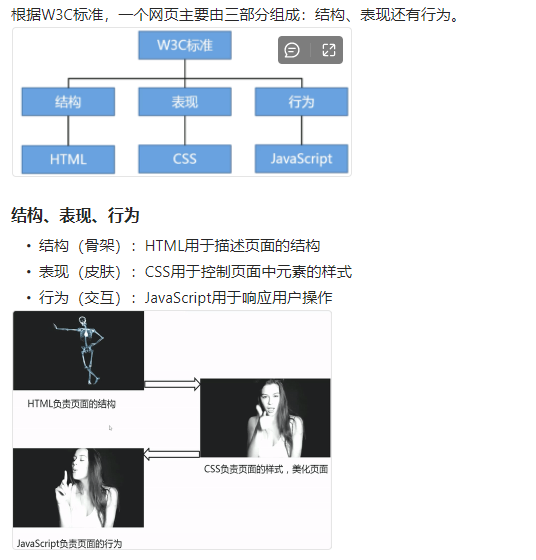 根据W3C标准，一个网页主要由三部分组成：结构、表现还有行为。
W3C标准
结构
表现
行为
HTML
CSS
JavaScript
结构、表现、行为
• 结构（骨架）：HTML用于描述页面的结构
• 表现（皮肤）：CSS用于控制页面中元素的样式
• 行为（交互）：JavaScript用于响应用户操作
HTML负责页面的结构
CSS负责页面的样式，美化页面
JavaScript负责页面的行为